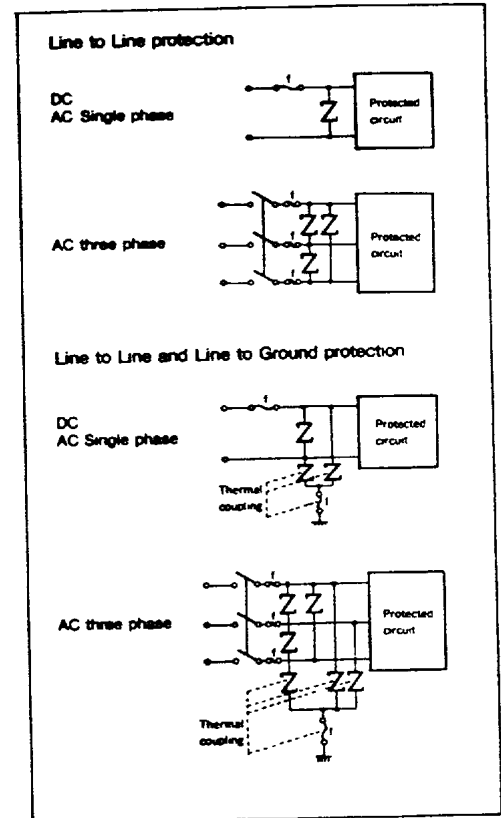 Line to Line protection
DC
AC Single phase
f
Protected
circuit
AC three phase
f
f
f
Protected
circuit
Line to Line and Line to Ground protection
DC
AC Single phase
f
Protected
circuit
Thermal
coupling
f
AC three phase
f
f
f
Protected
circuit
Thermal
coupling
f